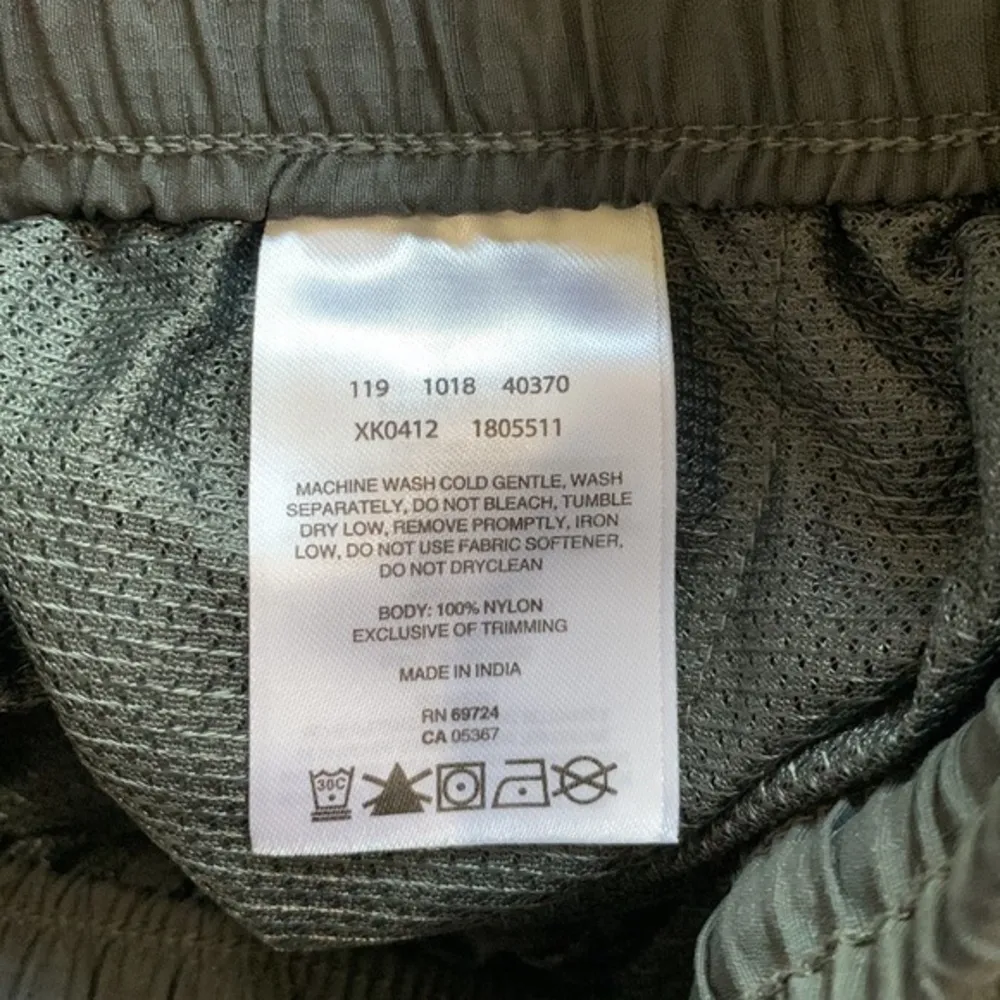 119 1018 40370
XK0412 1805511
MACHINE WASH COLD GENTLE, WASH
SEPARATELY, DO NOT BLEACH, TUMBLE
DRY LOW, REMOVE PROMPTLY, IRON
LOW, DO NOT USE FABRIC SOFTENER,
DO NOT DRYCLEAN
BODY: 100% NYLON
EXCLUSIVE OF TRIMMING
MADE IN INDIA
RN 69724
CA 05367
30C